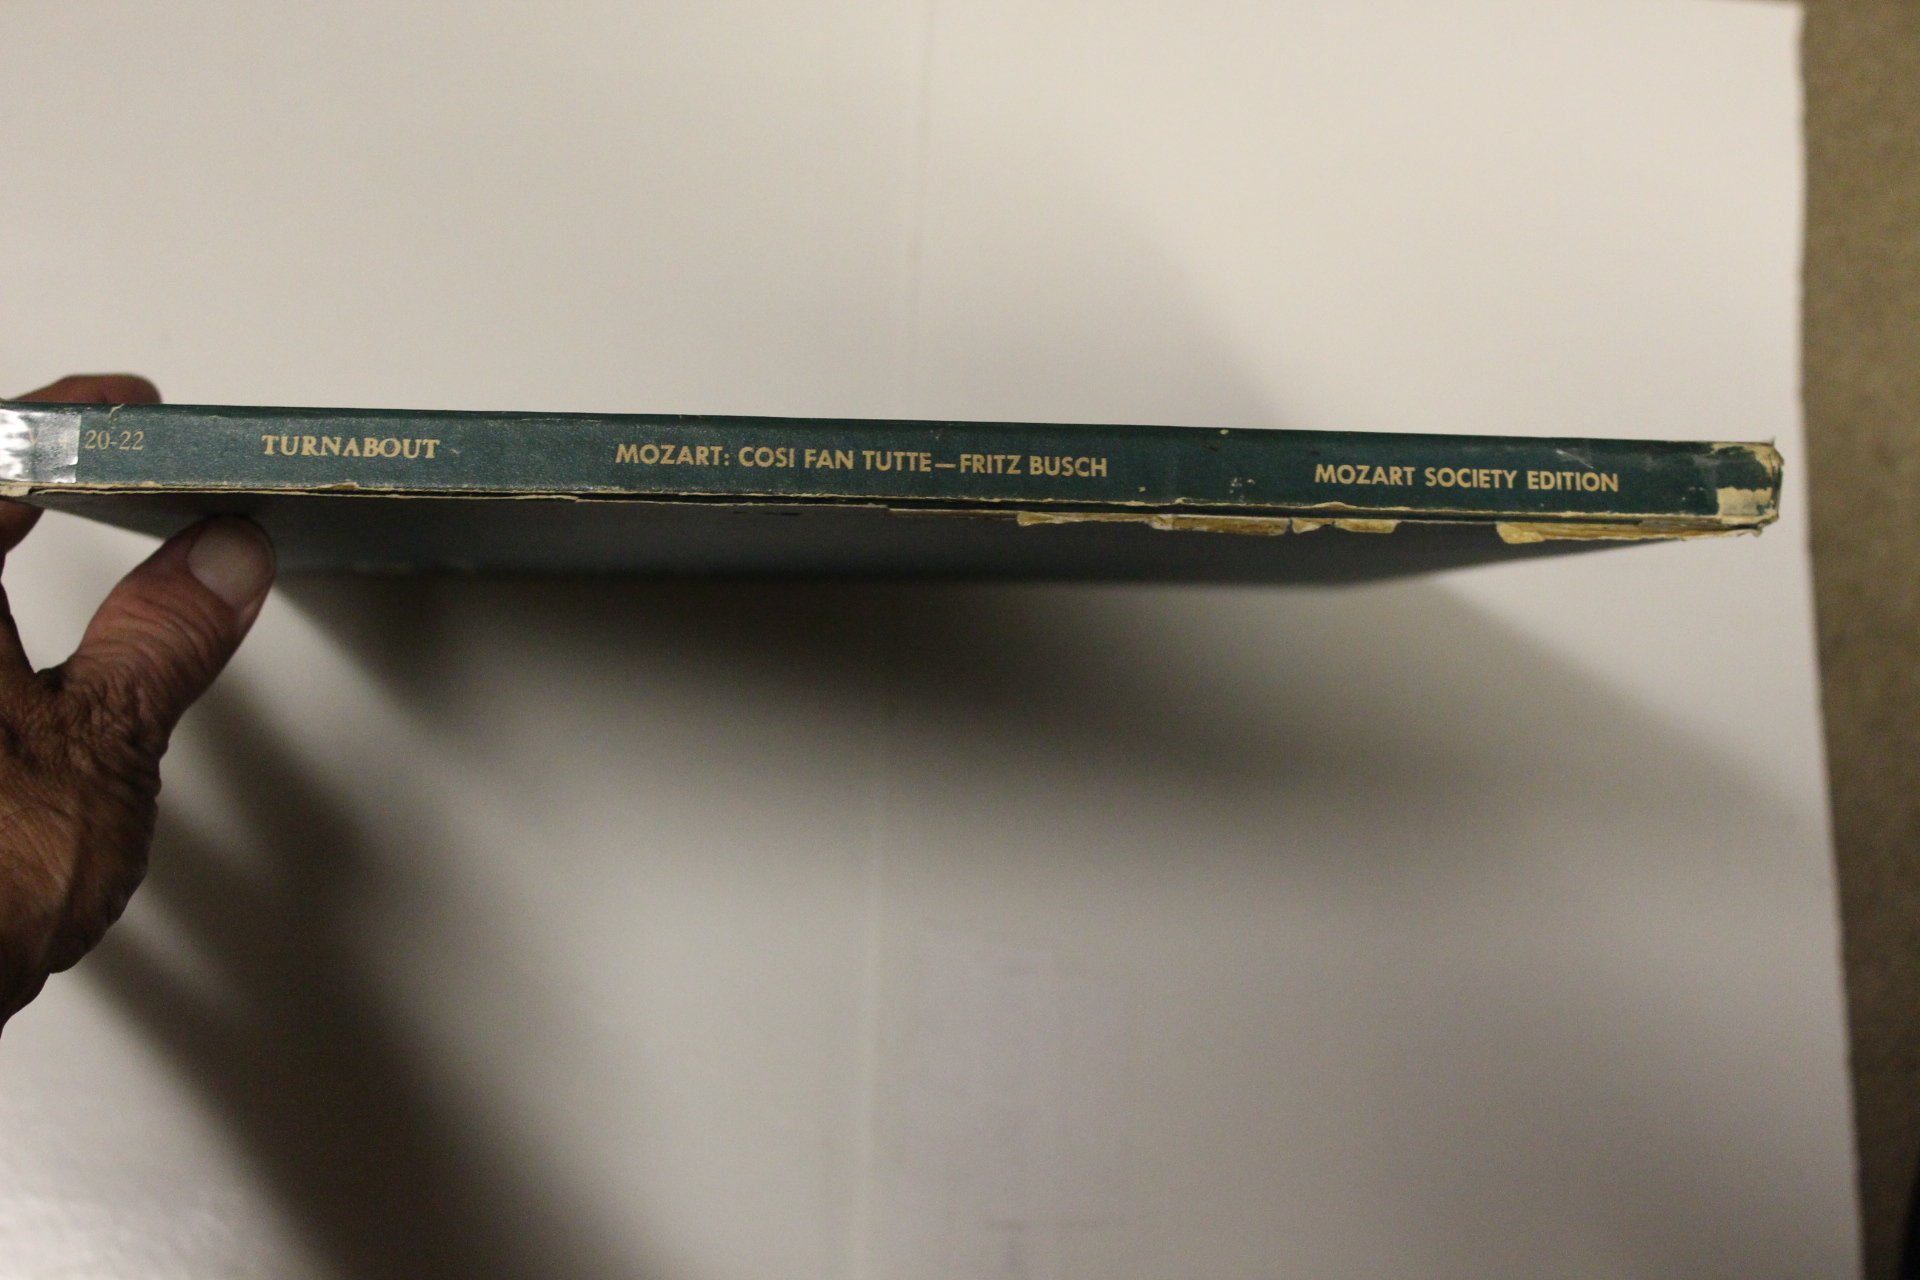 20-22 TURNABOUT MOZART: COSI FAN TUTTE—FRITZ BUSCH MOZART SOCIETY EDITION